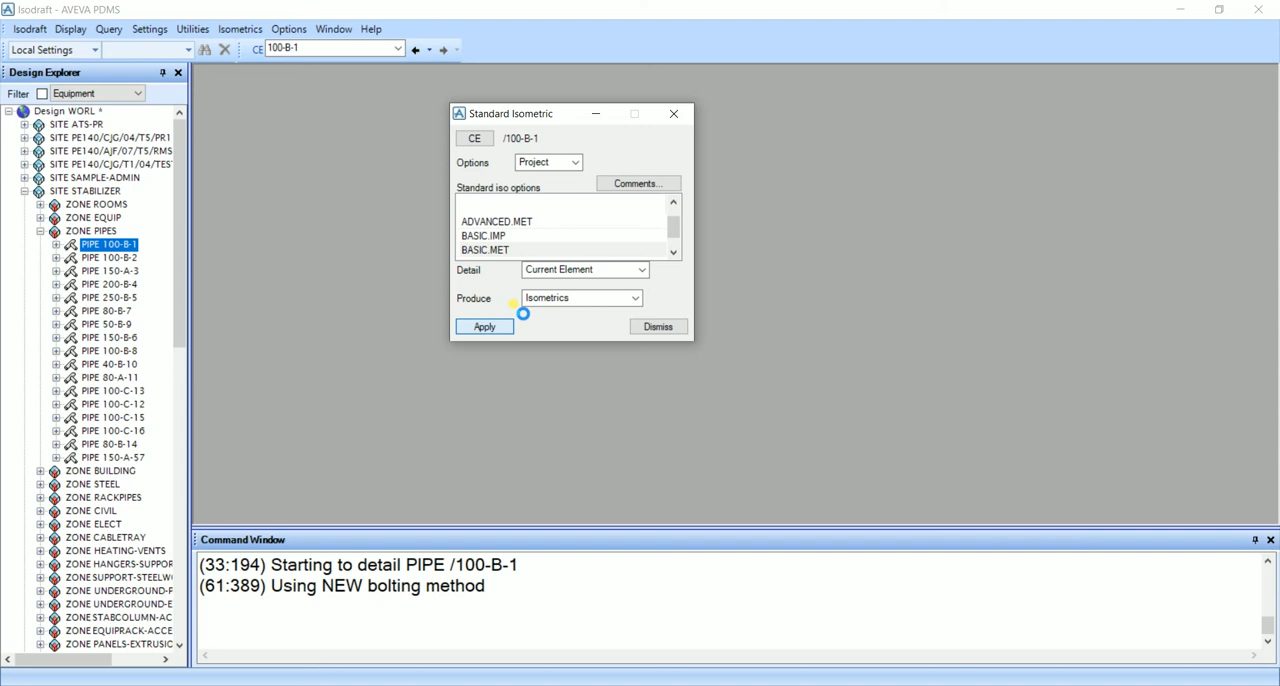 Isodraft - AVEVA PDMS
Isodraft Display Query Settings Utilities Isometrics Options Window Help
Local Settings CE 100-B-1
Design Explorer
Filter Equipment
Design WORL *
SITE ATS-PR
SITE PE140/CJG/04/T5/PR1
SITE PE140/AJF/07/T5/RMS
SITE PE140/CJG/T1/04/TES
SITE SAMPLE-ADMIN
SITE STABILIZER
ZONE ROOMS
ZONE EQUIP
ZONE PIPES
PIPE 100-B-1
PIPE 100-B-2
PIPE 150-A-3
PIPE 200-B-4
PIPE 250-B-5
PIPE 80-B-7
PIPE 50-B-9
PIPE 150-B-6
PIPE 100-B-8
PIPE 40-B-10
PIPE 80-A-11
PIPE 100-C-13
PIPE 100-C-12
PIPE 100-C-15
PIPE 100-C-16
PIPE 80-B-14
PIPE 150-A-57
ZONE BUILDING
ZONE STEEL
ZONE RACKPIPES
ZONE CIVIL
ZONE ELECT
ZONE CABLETRAY
ZONE HEATING-VENTS
ZONE HANGERS-SUPPOR
ZONE SUPPORT-STEELW
ZONE UNDERGROUND-P
ZONE UNDERGROUND-E
ZONE STABCOLUMN-AC
ZONE EQUIPRACK-ACCE
ZONE PANELS-EXTRUSIO
Standard Isometric
CE /100-B-1
Options Project
Standard iso options Comments...
ADVANCED.MET
BASIC.IMP
BASIC.MET
Detail Current Element
Produce Isometrics
Apply Dismiss
Command Window
(33:194) Starting to detail PIPE /100-B-1
(61:389) Using NEW bolting method